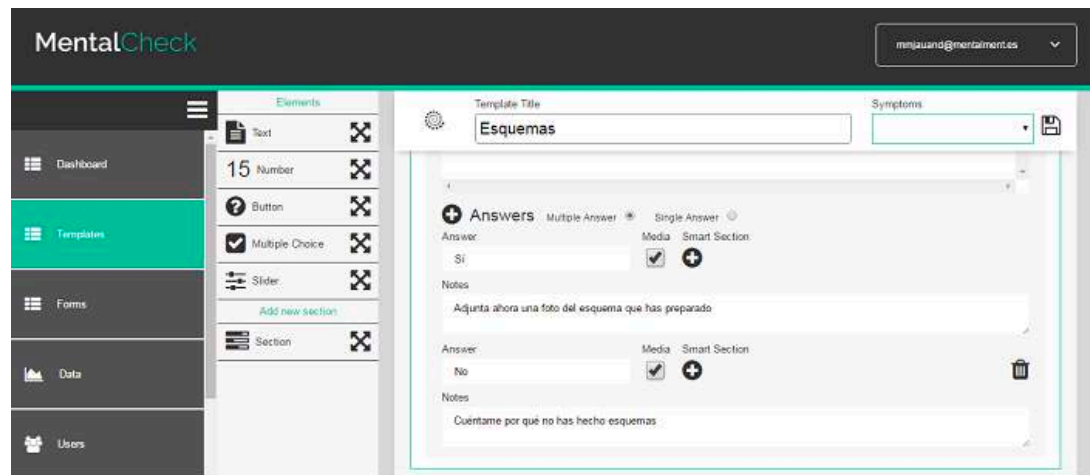 MentalCheck
mmjauand@mentalment.es
Dashboard
Templates
Forms
Data
Users
Elements
Text
15 Number
Button
Multiple Choice
Slider
Add new section
Section
Template Title
Esquemas
Symptoms
Answers Multiple Answer Single Answer
Answer Media Smart Section
Sí
Notes
Adjunta ahora una foto del esquema que has preparado
Answer Media Smart Section
No
Notes
Cuéntame por qué no has hecho esquemas